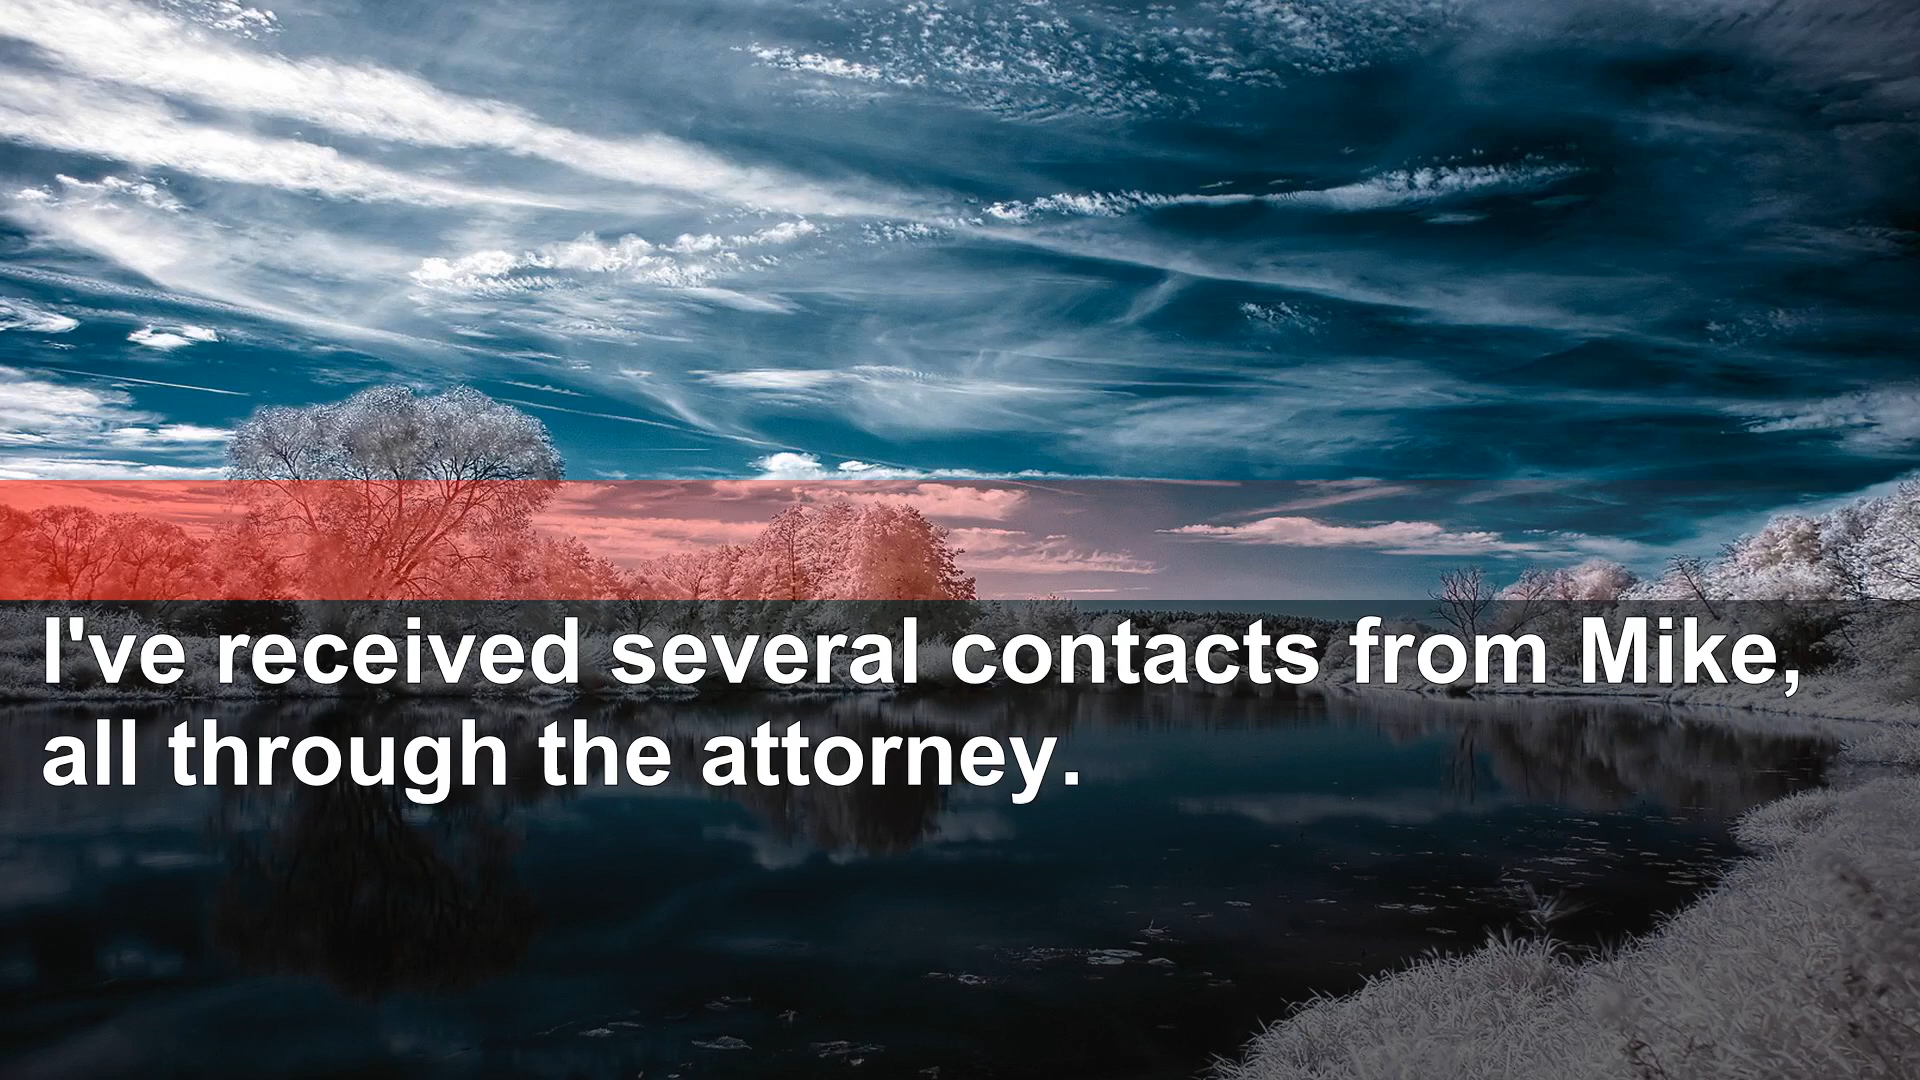 I've received several contacts from Mike,
all through the attorney.